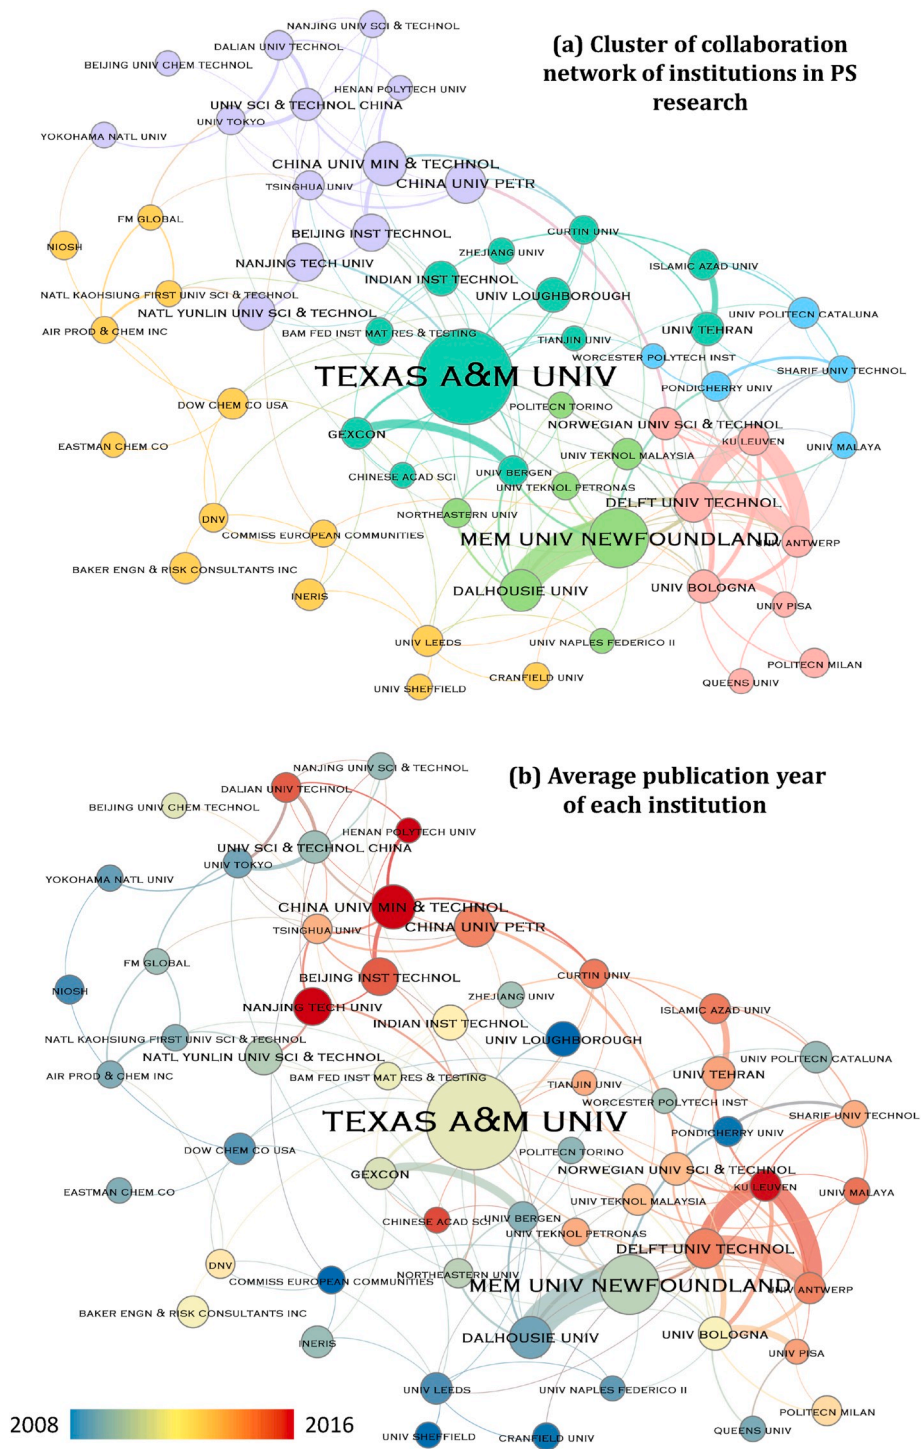 NANJING UNIV SCI & TECHNOL
DALIAN UNIV TECHNOL
(a) Cluster of collaboration
network of institutions in PS
research
BEIJING UNIV CHEM TECHNOL
HENAN POLYTECH UNIV
UNIV SCI & TECHNOL CHINA
UNIV TOKYO
YOKOHAMA NATL UNIV
CHINA UNIV MIN & TECHNOL
CHINA UNIV PETR
TSINGHUA UNIV
FM GLOBAL
BEIJING INST TECHNOL
CURTIN UNIV
NIOSH
ZHEJIANG UNIV
NANJING TECH UNIV
ISLAMIC AZAD UNIV
INDIAN INST TECHNOL
NATL KAOHSIUNG FIRST UNIV SCI & TECHNOL
UNIV LOUGHBOROUGH
NATL YUNLIN UNIV SCI & TECHNOL
UNIV POLITECN CATALUNA
AIR PROD & CHEM INC
BAM FED INST MAT RES & TESTING
UNIV TEHRAN
TIANJIN UNIV
WORCESTER POLYTECH INST
SHARIF UNIV TECHNOL
TEXAS A&M UNIV
PONDICHERRY UNIV
DOW CHEM CO USA
POLITECN TORINO
NORWEGIAN UNIV SCI & TECHNOL
GEXCON
KU LEUVEN
EASTMAN CHEM CO
UNIV MALAYA
UNIV TEKNOL MALAYSIA
CHINESE ACAD SCI
UNIV BERGEN
UNIV TEKNOL PETRONAS
DELFT UNIV TECHNOL
NORTHEASTERN UNIV
DNV
COMMISS EUROPEAN COMMUNITIES
MEM UNIV NEWFOUNDLAND
UNIV ANTWERP
BAKER ENGN & RISK CONSULTANTS INC
DALHOUSIE UNIV
UNIV BOLOGNA
INERIS
UNIV PISA
UNIV LEEDS
UNIV NAPLES FEDERICO II
POLITECN MILAN
CRANFIELD UNIV
QUEENS UNIV
UNIV SHEFFIELD
NANJING UNIV SCI & TECHNOL
(b) Average publication year
of each institution
DALIAN UNIV TECHNOL
BEIJING UNIV CHEM TECHNOL
HENAN POLYTECH UNIV
UNIV SCI & TECHNOL CHINA
UNIV TOKYO
YOKOHAMA NATL UNIV
CHINA UNIV MIN & TECHNOL
CHINA UNIV PETR
TSINGHUA UNIV
FM GLOBAL
BEIJING INST TECHNOL
CURTIN UNIV
NIOSH
ZHEJIANG UNIV
NANJING TECH UNIV
ISLAMIC AZAD UNIV
INDIAN INST TECHNOL
NATL KAOHSIUNG FIRST UNIV SCI & TECHNOL
UNIV LOUGHBOROUGH
NATL YUNLIN UNIV SCI & TECHNOL
UNIV POLITECN CATALUNA
AIR PROD & CHEM INC
BAM FED INST MAT RES & TESTING
UNIV TEHRAN
TIANJIN UNIV
WORCESTER POLYTECH INST
SHARIF UNIV TECHNOL
TEXAS A&M UNIV
PONDICHERRY UNIV
DOW CHEM CO USA
POLITECN TORINO
NORWEGIAN UNIV SCI & TECHNOL
GEXCON
KU LEUVEN
EASTMAN CHEM CO
UNIV MALAYA
UNIV TEKNOL MALAYSIA
CHINESE ACAD SCI
UNIV BERGEN
UNIV TEKNOL PETRONAS
DELFT UNIV TECHNOL
DNV
NORTHEASTERN UNIV
COMMISS EUROPEAN COMMUNITIES
MEM UNIV NEWFOUNDLAND
UNIV ANTWERP
BAKER ENGN & RISK CONSULTANTS INC
DALHOUSIE UNIV
UNIV BOLOGNA
INERIS
UNIV PISA
UNIV LEEDS
UNIV NAPLES FEDERICO II
POLITECN MILAN
2008
2016
QUEENS UNIV
UNIV SHEFFIELD
CRANFIELD UNIV